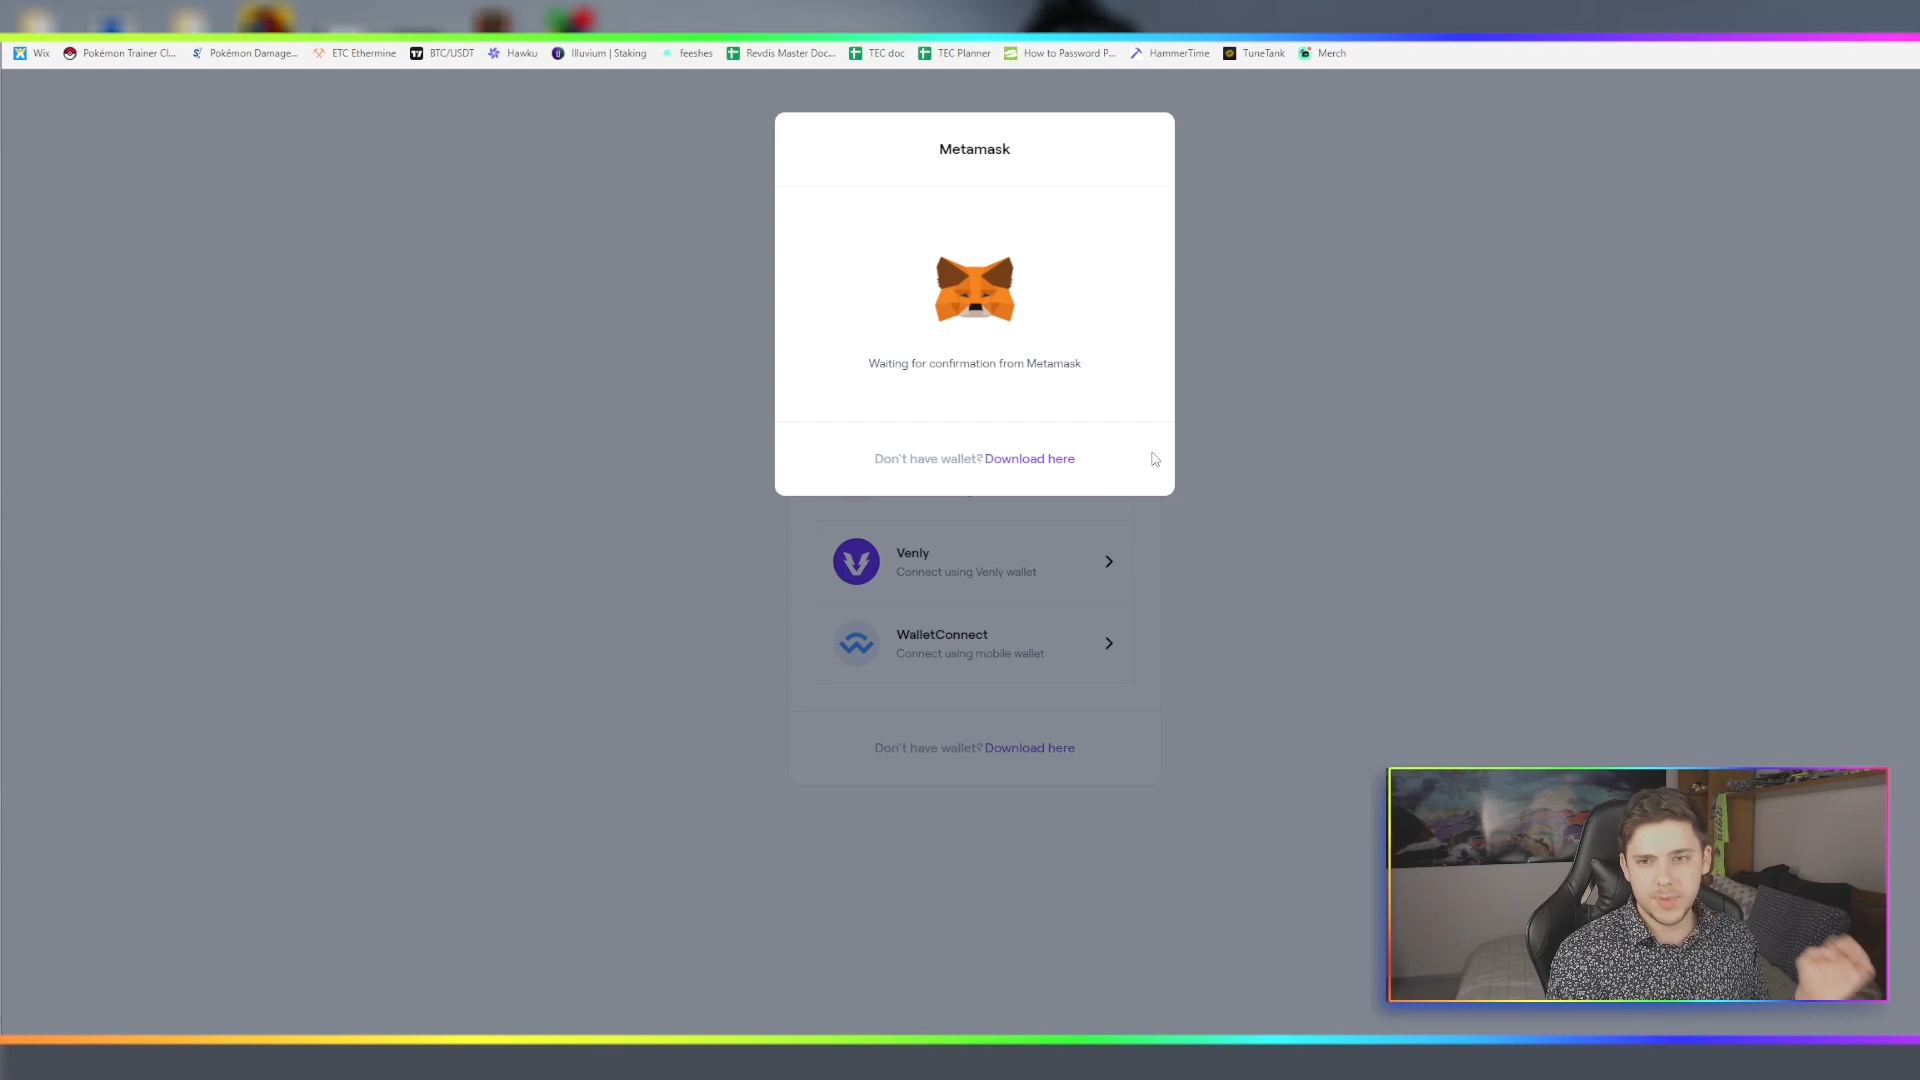 Wix Pokémon Trainer Cl... Pokémon Damage... ETC Ethermine BTC/USDT Hawku Illuvium | Staking feeshes Revdis Master Doc... TEC doc TEC Planner How to Password P... HammerTime TuneTank Merch
Metamask
Waiting for confirmation from Metamask
Don't have wallet? Download here
Venly
Connect using Venly wallet
WalletConnect
Connect using mobile wallet
Don't have wallet? Download here